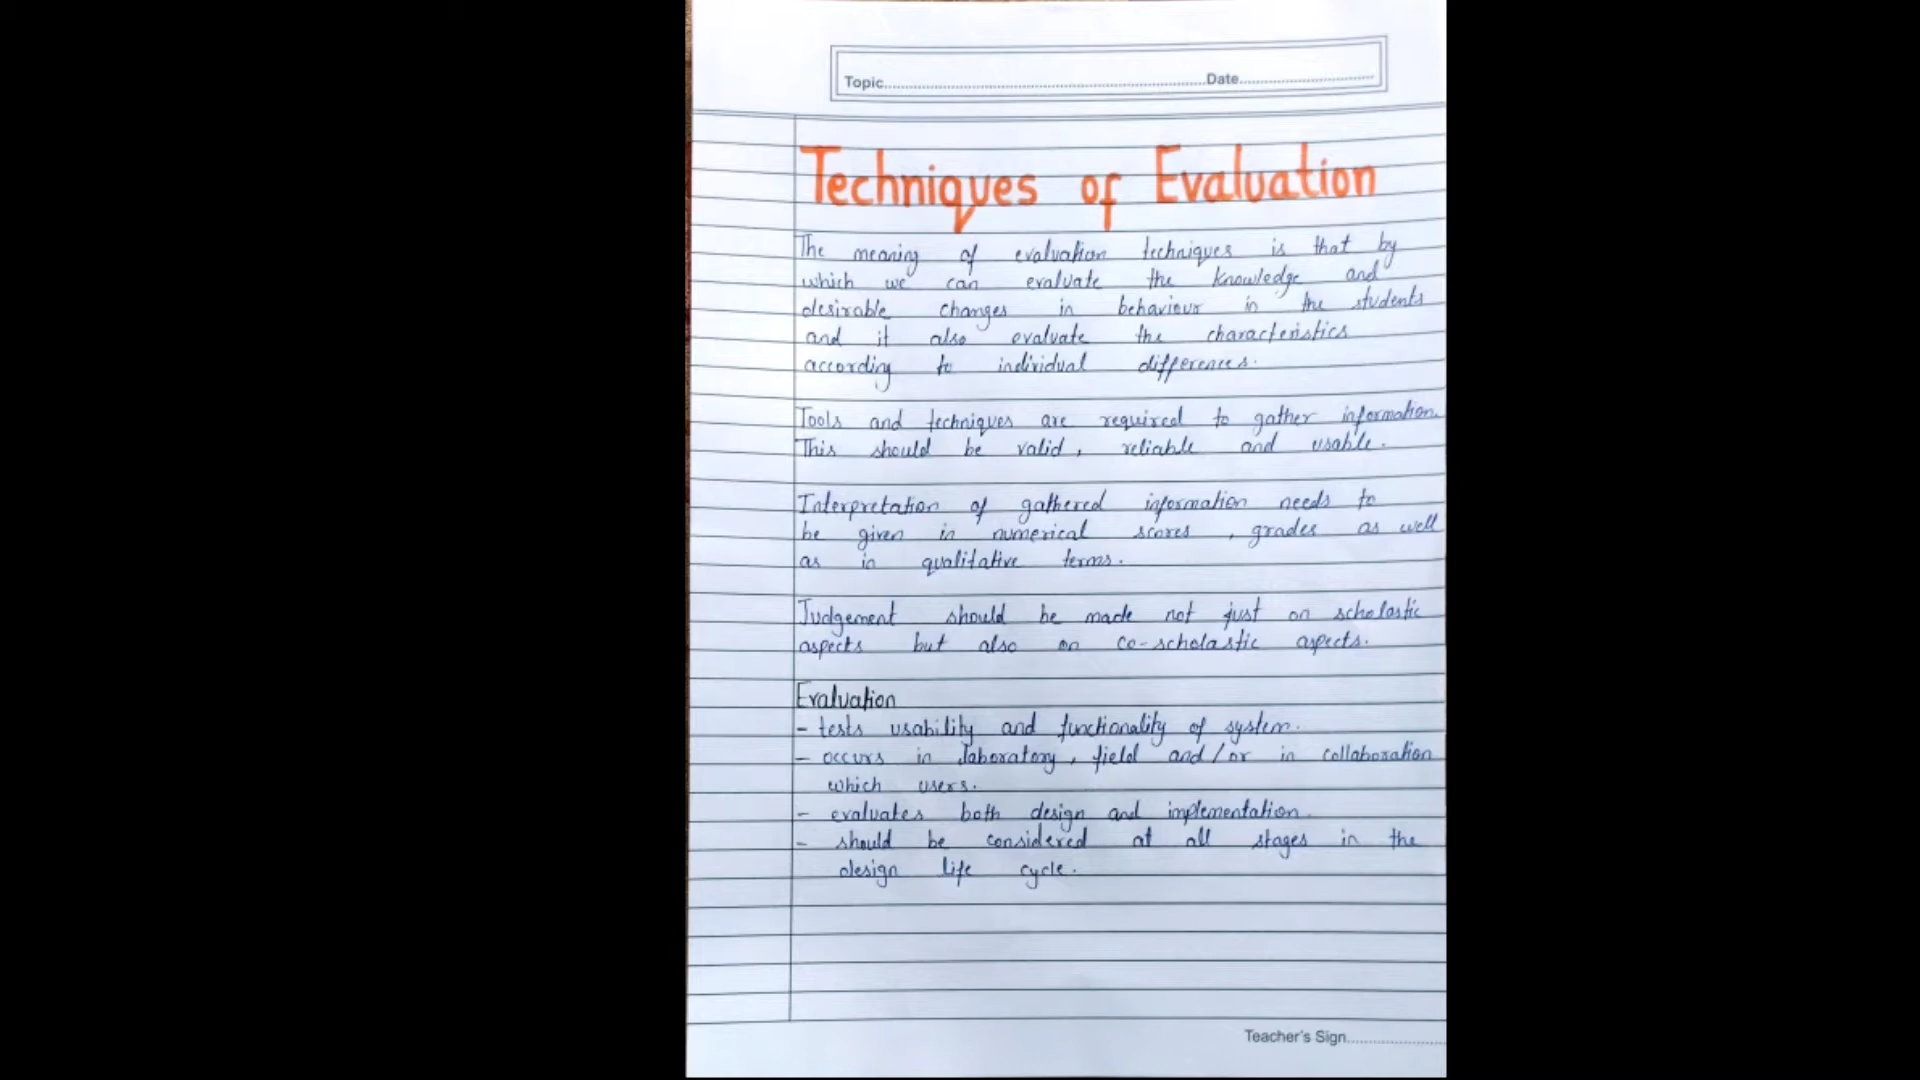 Topic
Date
Techniques of Evaluation
The meaning of evaluation techniques is that by
which we can evaluate the knowledge and
desirable changes in behaviour in the students
and it also evaluate the characteristics
according to individual differences.
Tools and techniques are required to gather information.
This should be valid, reliable and usable.
Interpretation of gathered information needs to
be given in numerical scores, grades as well
as in qualitative terms.
Judgement should be made not just on scholastic
aspects but also on co-scholastic aspects.
Evaluation
- tests usability and functionality of system.
- occurs in laboratory, field and/or in collaboration
which users.
- evaluates both design and implementation.
- should be considered at all stages in the
design life cycle.
Teacher's Sign